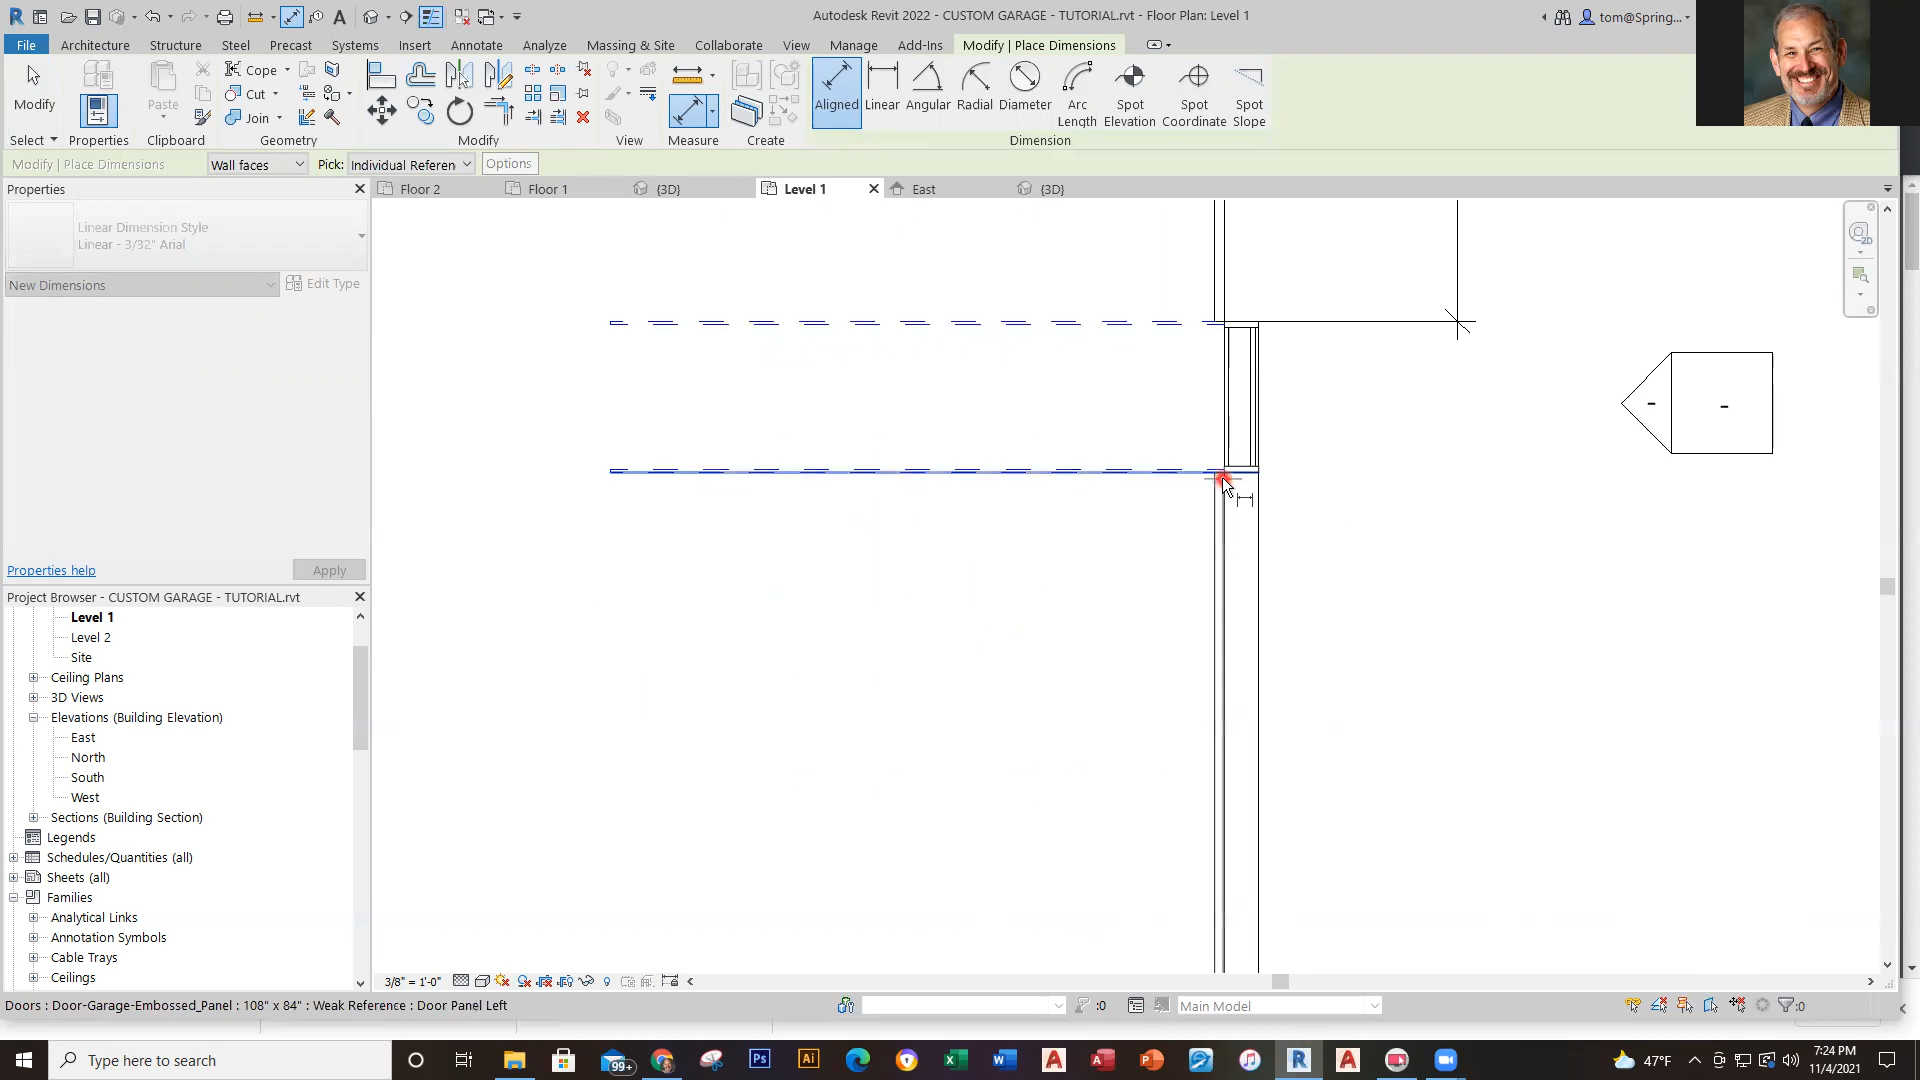 Autodesk Revit 2022 - CUSTOM GARAGE - TUTORIAL.rvt - Floor Plan: Level 1
tom@Spring...
File Architecture Structure Steel Precast Systems Insert Annotate Analyze Massing & Site Collaborate View Manage Add-Ins Modify | Place Dimensions
Modify
Paste
Cope
Cut
Join
Aligned Linear Angular Radial Diameter Arc Length Spot Elevation Spot Coordinate Spot Slope
Select Properties Clipboard Geometry Modify View Measure Create Dimension
Modify | Place Dimensions Wall faces Pick: Individual Referen Options
Properties
Floor 2 Floor 1 {3D} Level 1 East {3D}
Linear Dimension Style
Linear - 3/32" Arial
New Dimensions Edit Type
2D
- -
Properties help Apply
Project Browser - CUSTOM GARAGE - TUTORIAL.rvt
Level 1
Level 2
Site
Ceiling Plans
3D Views
Elevations (Building Elevation)
East
North
South
West
Sections (Building Section)
Legends
Schedules/Quantities (all)
Sheets (all)
Families
Analytical Links
Annotation Symbols
Cable Trays
Ceilings
3/8" = 1'-0"
Doors : Door-Garage-Embossed_Panel : 108" x 84" : Weak Reference : Door Panel Left
:0
Main Model
:0
Type here to search
99+
Ps
Ai
47°F
7:24 PM
11/4/2021